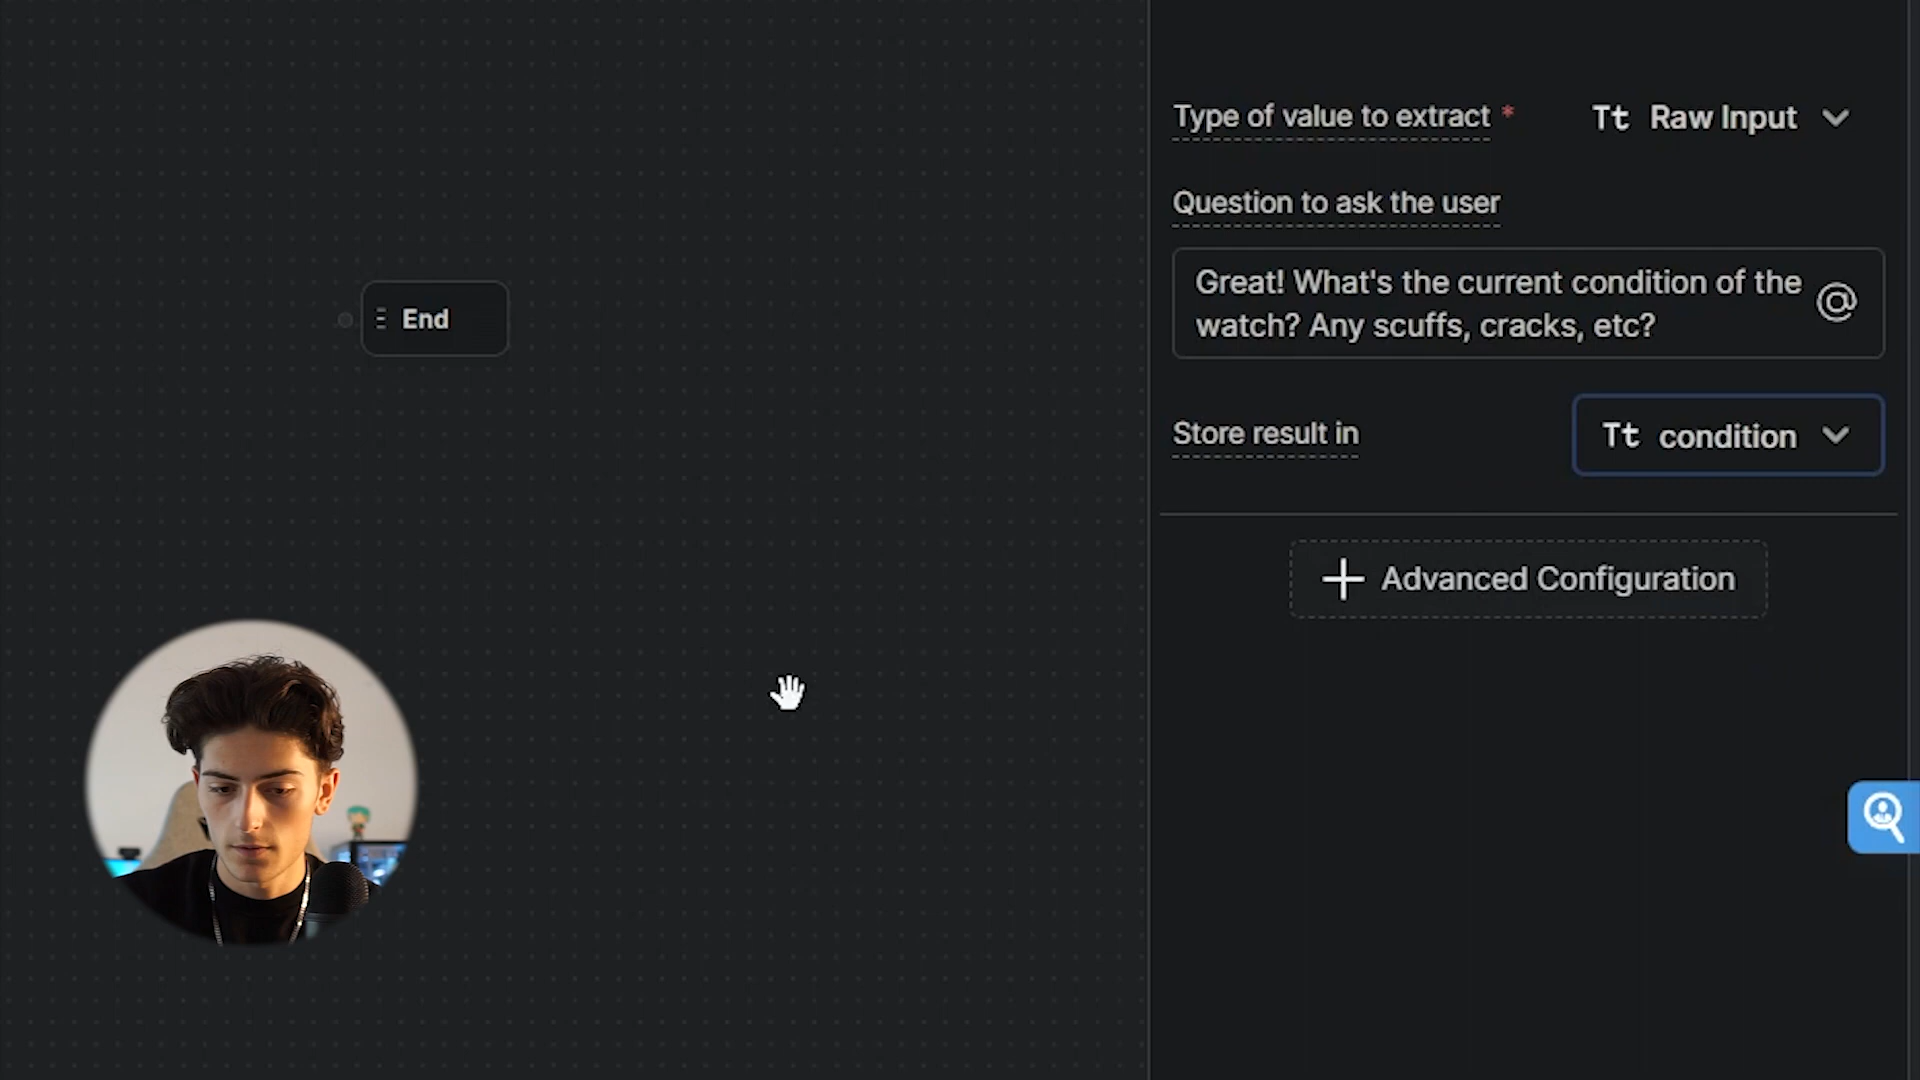 Type of value to extract *
Tt Raw Input
Question to ask the user
Great! What's the current condition of the
watch? Any scuffs, cracks, etc?
@
End
Store result in
Tt condition
+ Advanced Configuration